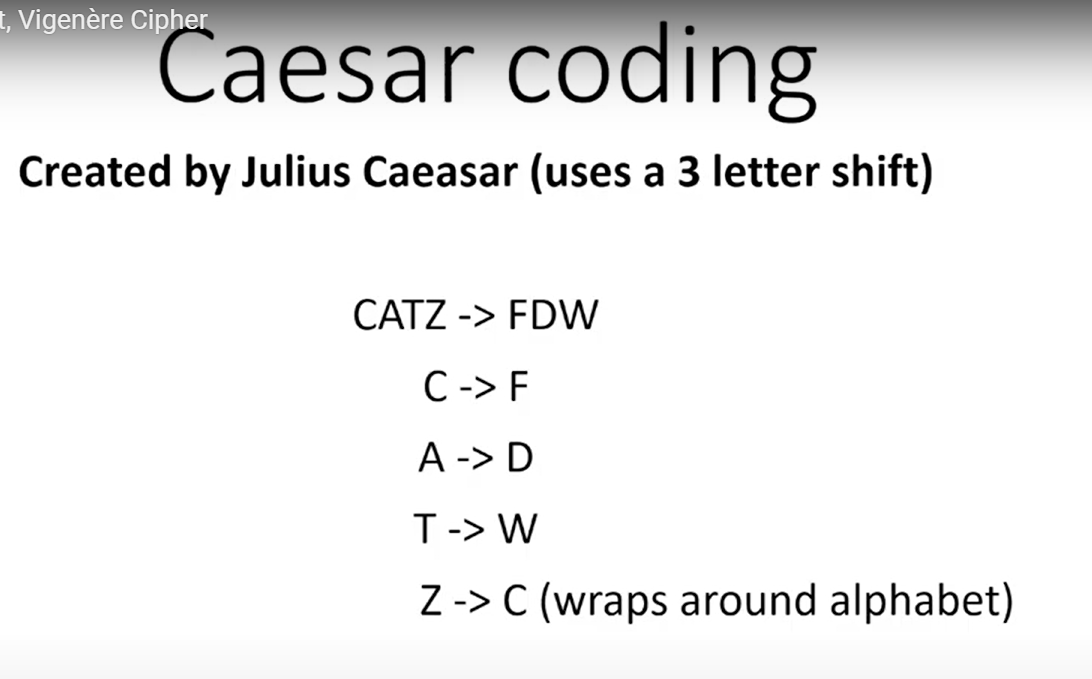 t, Vigenère Cipher
Caesar coding
Created by Julius Caeasar (uses a 3 letter shift)
CATZ -> FDW
C -> F
A -> D
T -> W
Z -> C (wraps around alphabet)